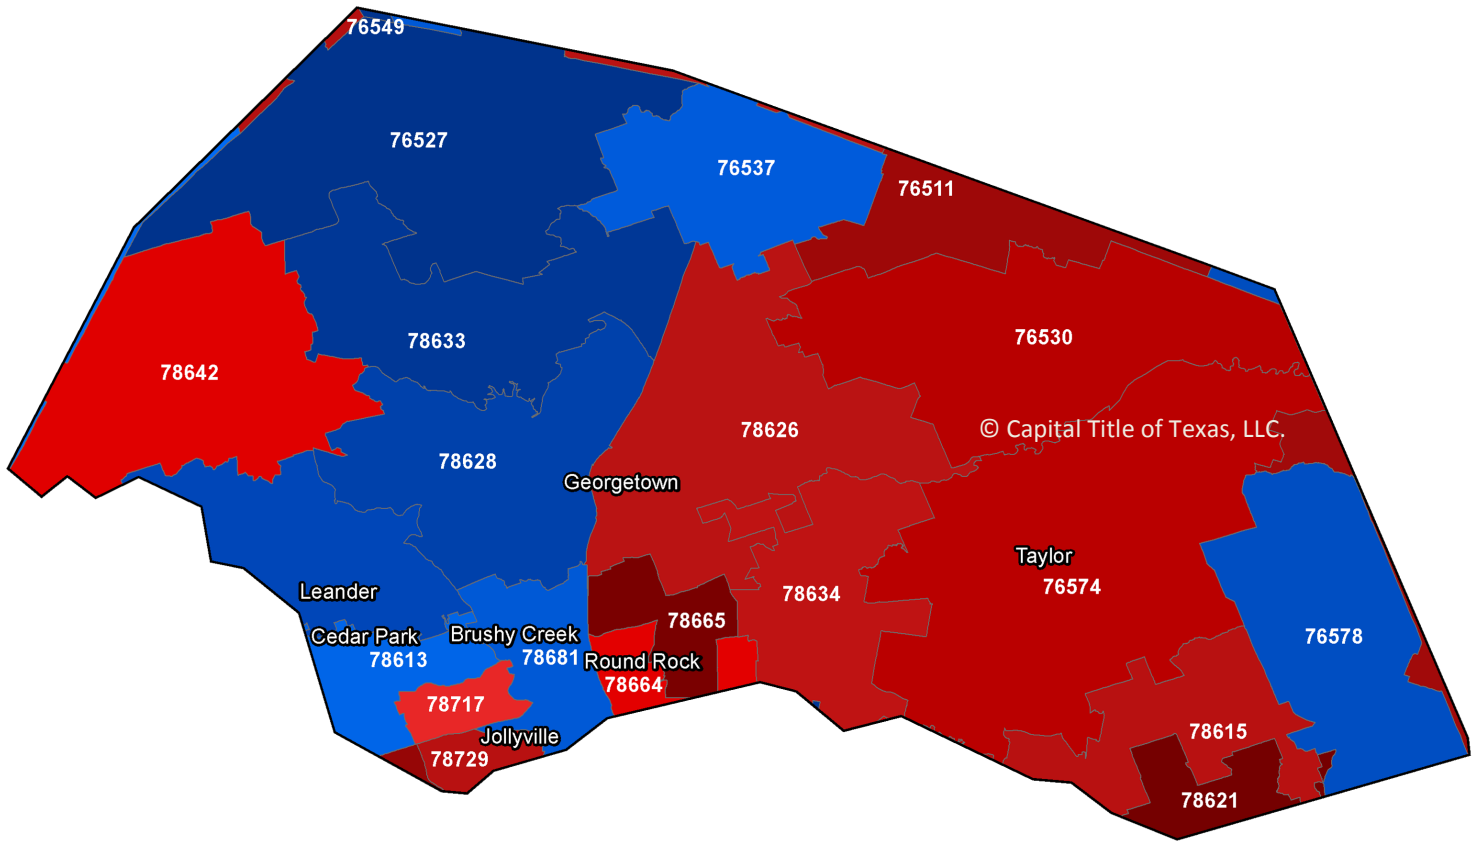 76549
76527
76537
76511
78642
78633
76530
78626
© Capital Title of Texas, LLC.
78628
Georgetown
Taylor
76574
Leander
78634
78665
Cedar Park
Brushy Creek
76578
78613
78681
Round Rock
78664
78717
Jollyville
78615
78729
78621